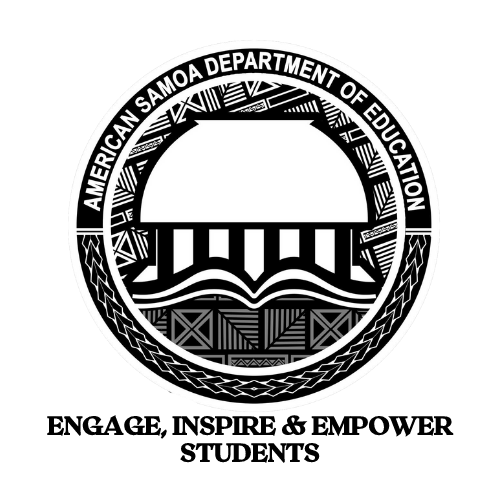 AMERICAN SAMOA DEPARTMENT OF EDUCATION
ENGAGE, INSPIRE & EMPOWER
STUDENTS